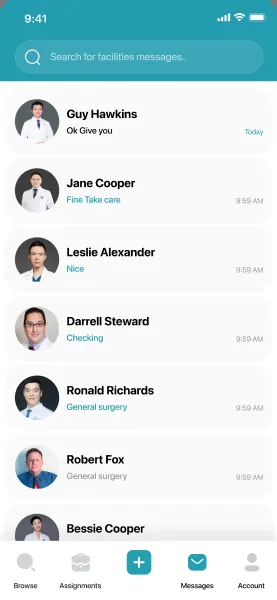 9:41
Search for facilities messages..
Guy Hawkins
Ok Give you
Today
Jane Cooper
Fine Take care
9:59 AM
Leslie Alexander
Nice
9:59 AM
Darrell Steward
Checking
9:59 AM
Ronald Richards
General surgery
9:59 AM
Robert Fox
General surgery
9:59 AM
Bessie Cooper
Browse
Assignments
Messages
Account